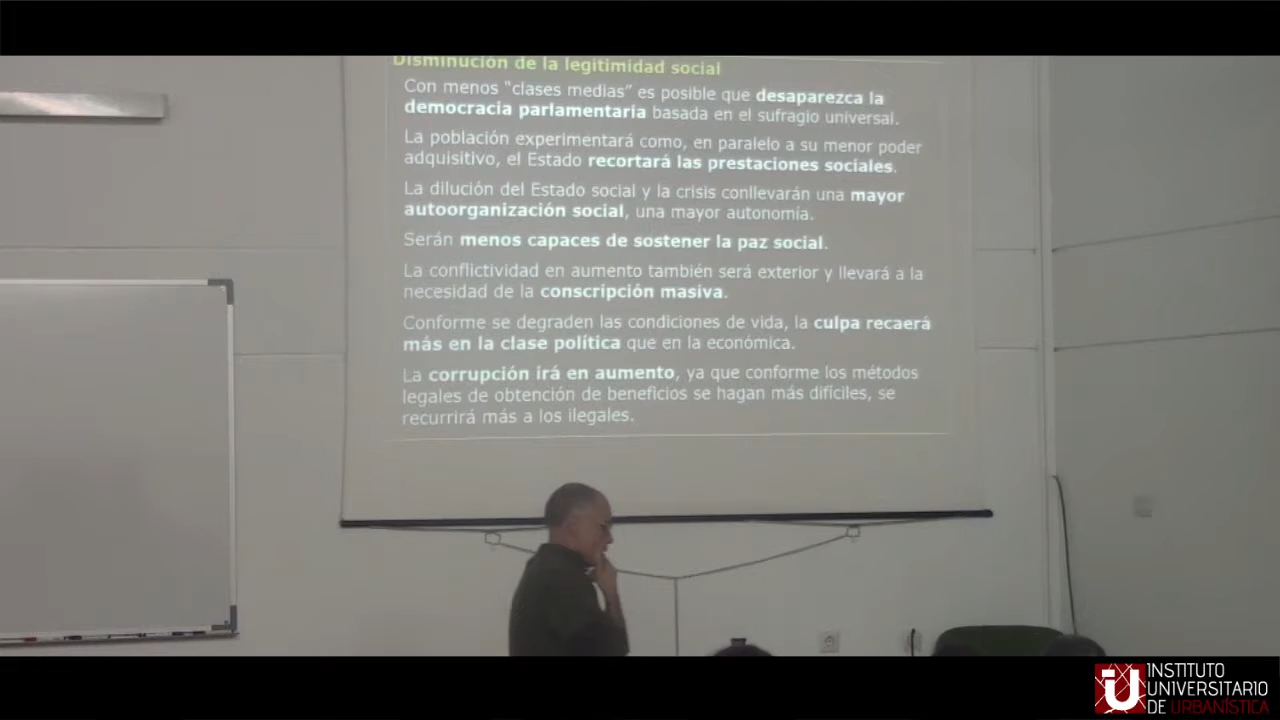 Disminución de la legitimidad social
Con menos “clases medias” es posible que desaparezca la
democracia parlamentaria basada en el sufragio universal.
La población experimentará como, en paralelo a su menor poder
adquisitivo, el Estado recortará las prestaciones sociales.
La dilución del Estado social y la crisis conllevarán una mayor
autoorganización social, una mayor autonomía.
Serán menos capaces de sostener la paz social.
La conflictividad en aumento también será exterior y llevará a la
necesidad de la conscripción masiva.
Conforme se degraden las condiciones de vida, la culpa recaerá
más en la clase política que en la económica.
La corrupción irá en aumento, ya que conforme los métodos
legales de obtención de beneficios se hagan más difíciles, se
recurrirá más a los ilegales.
INSTITUTO
UNIVERSITARIO
DE URBANÍSTICA